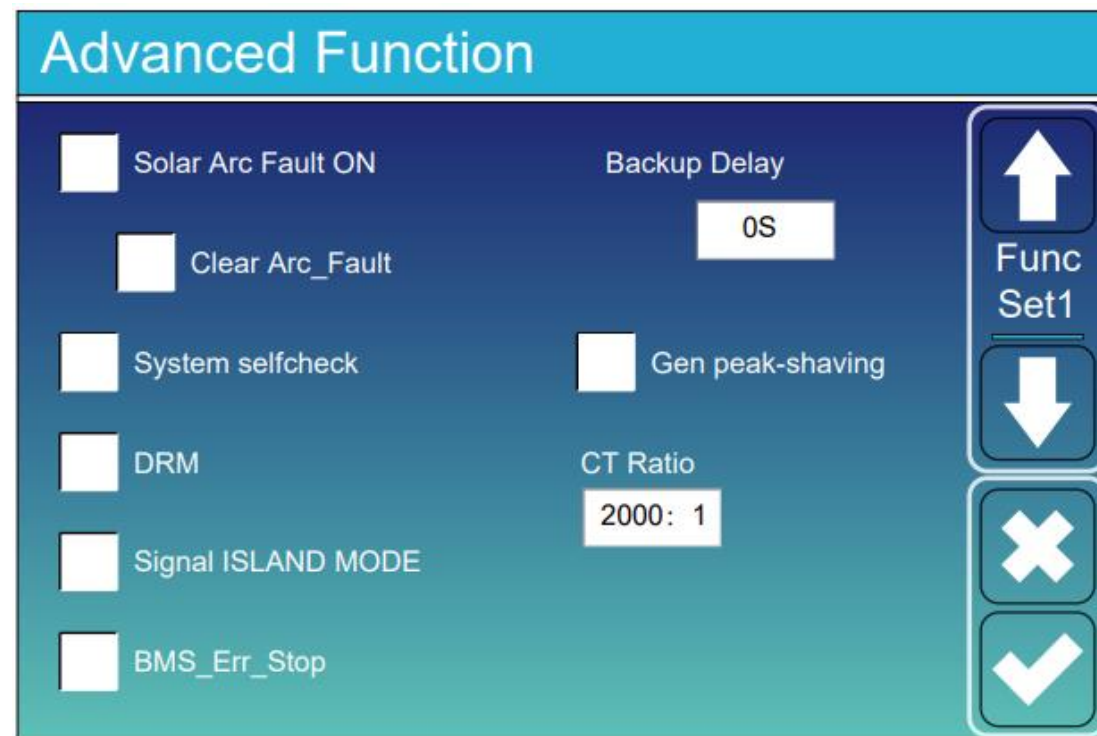 Advanced Function
Solar Arc Fault ON
Clear Arc_Fault
System selfcheck
DRM
Signal ISLAND MODE
BMS_Err_Stop
Backup Delay
0S
Gen peak-shaving
CT Ratio
2000: 1
Func
Set1